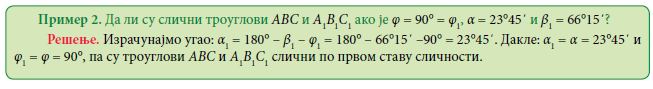 Пример 2. Да ли су слични троуглови ABC и A₁B₁C₁ ако је φ = 90° = φ₁, α = 23°45′ и β₁ = 66°15′?
Решење. Израчунајмо угао: α₁ = 180° – β₁ – φ₁ = 180° – 66°15′ –90° = 23°45′. Дакле: α₁ = α = 23°45′ и
φ₁ = φ = 90°, па су троуглови ABC и A₁B₁C₁ слични по првом ставу сличности.